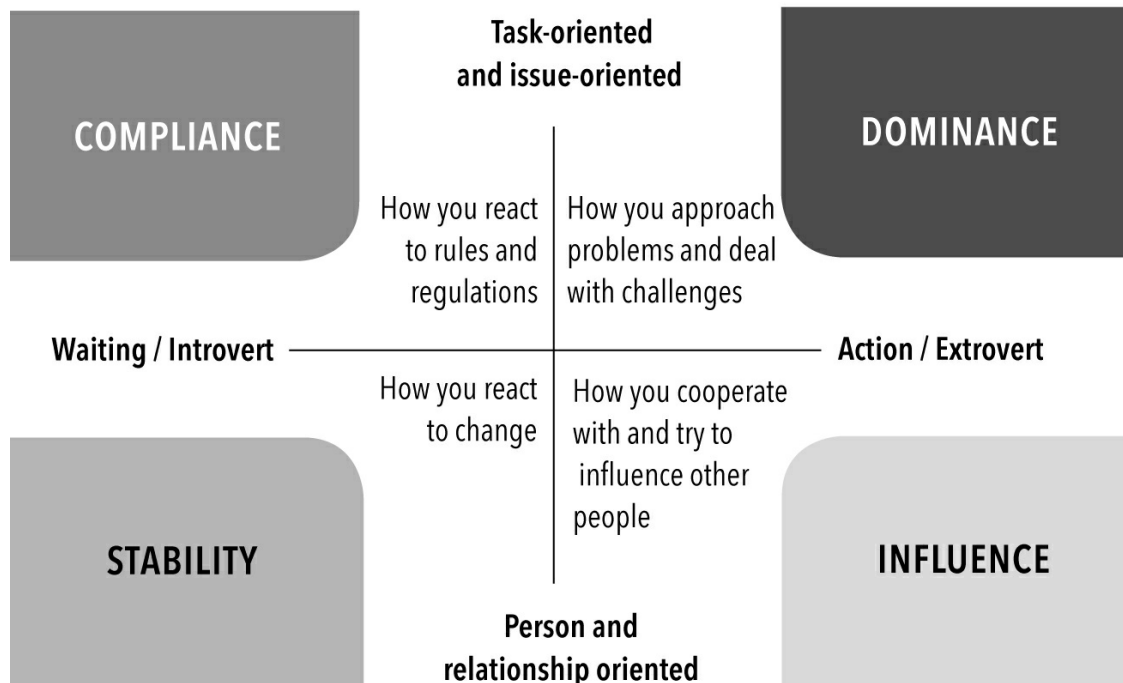 Task-oriented
and issue-oriented
COMPLIANCE
DOMINANCE
How you react
to rules and
regulations
How you approach
problems and deal
with challenges
Waiting / Introvert
Action / Extrovert
How you react
to change
How you cooperate
with and try to
influence other
people
STABILITY
INFLUENCE
Person and
relationship oriented